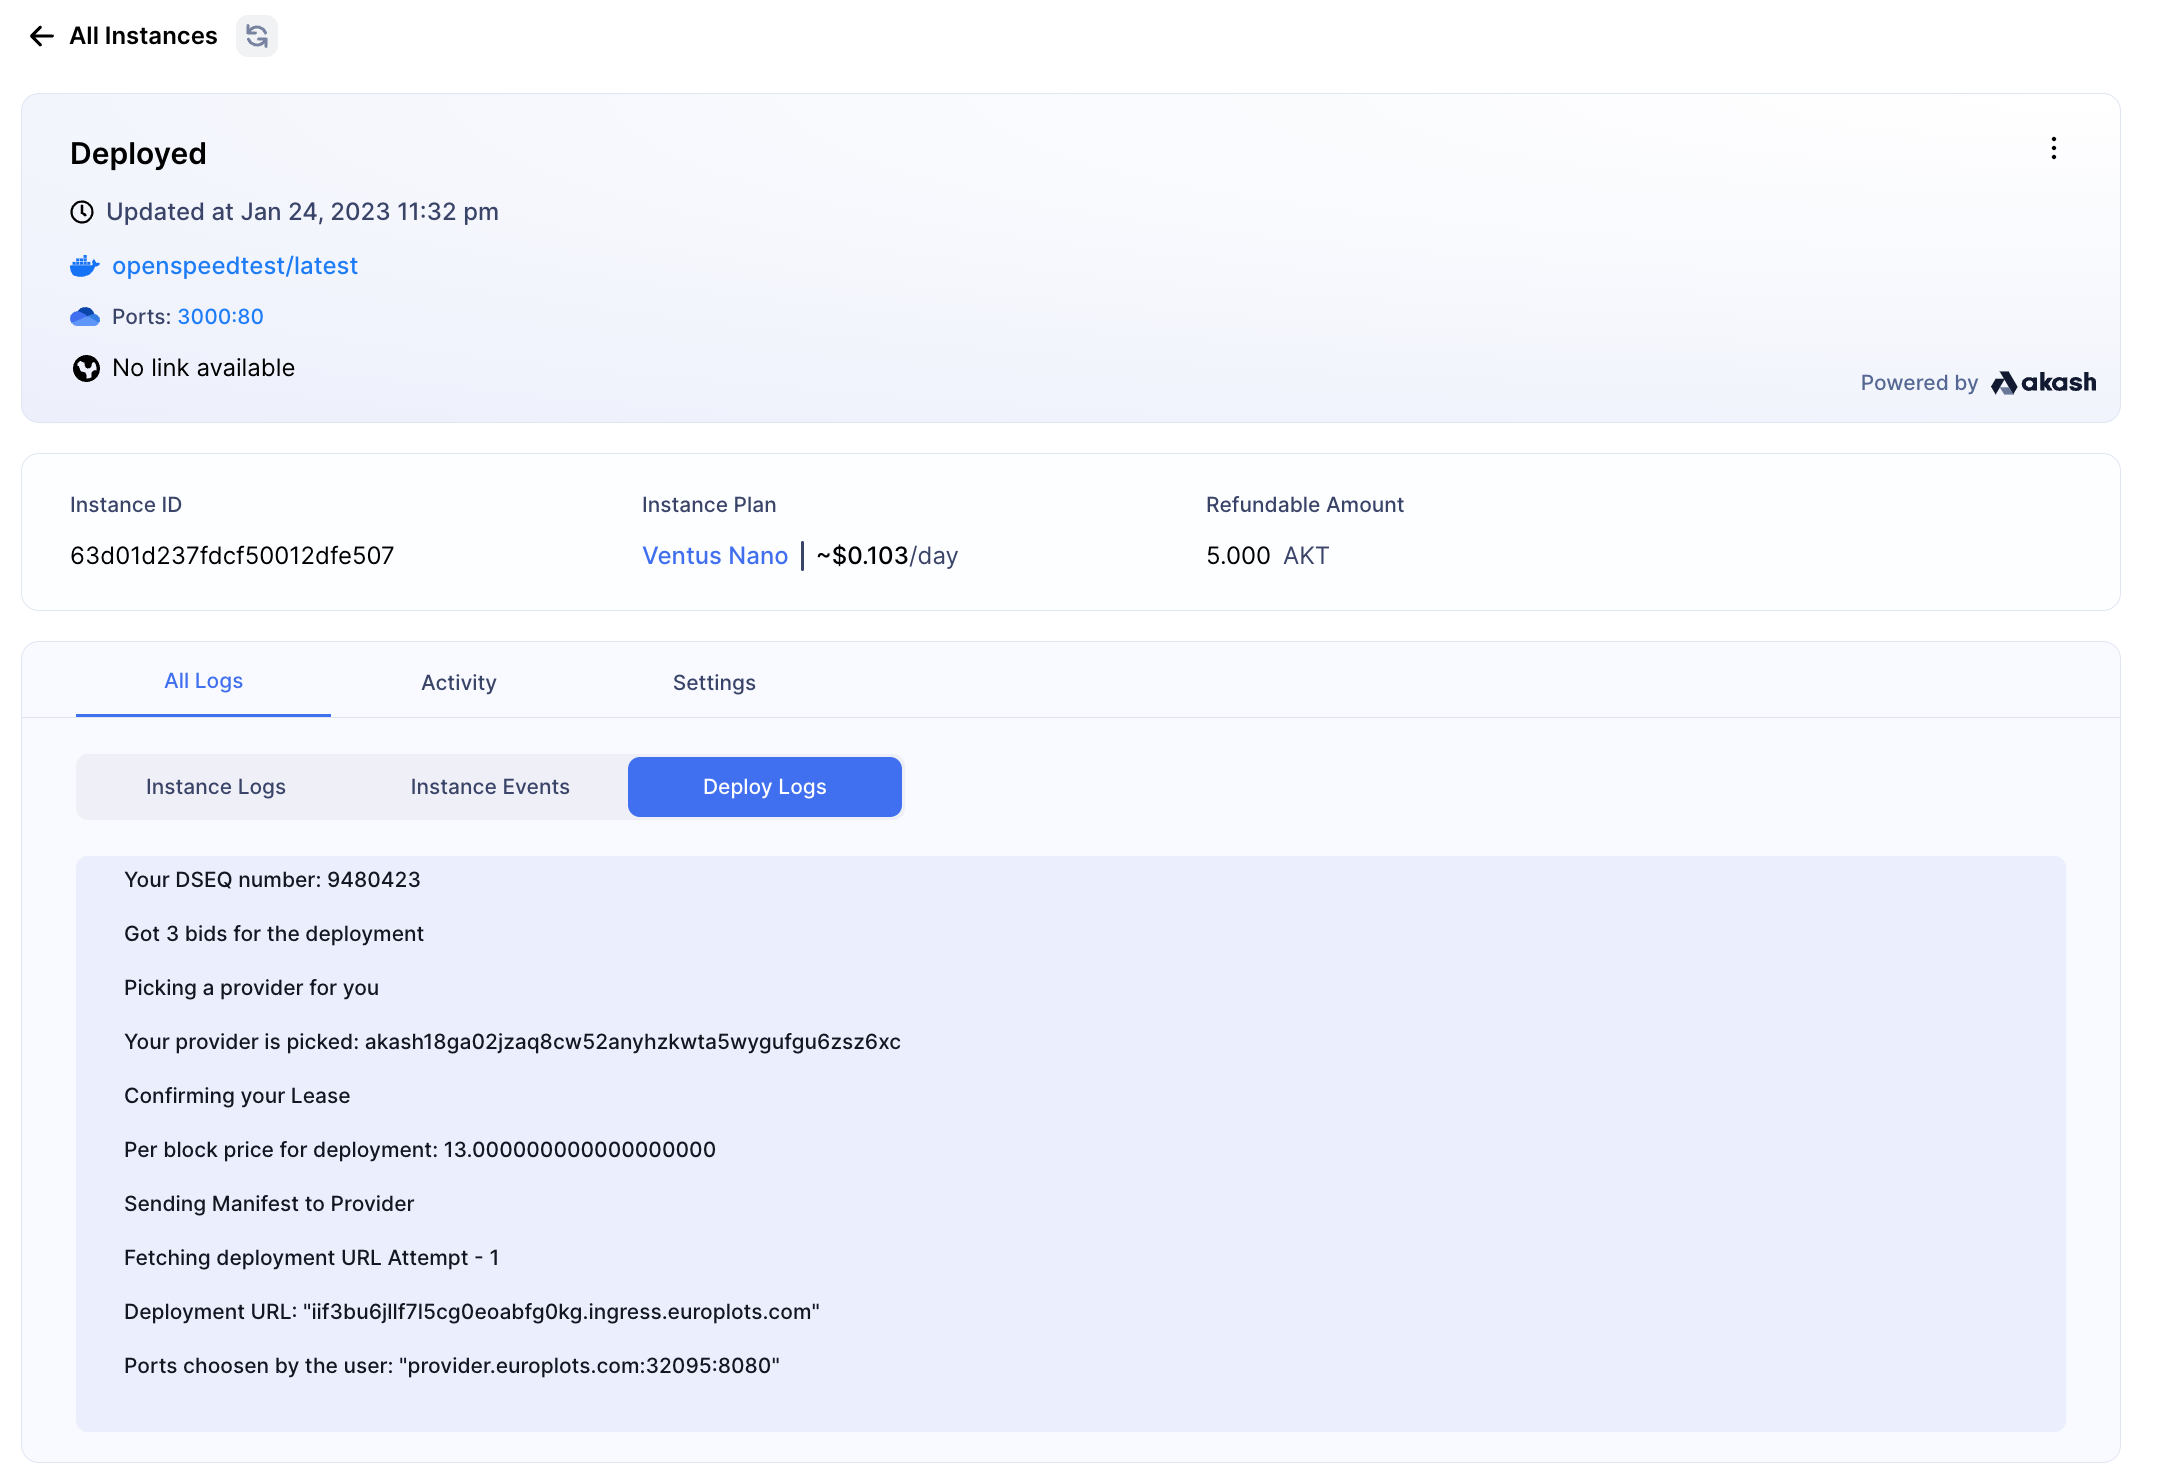 All Instances
Deployed
Updated at Jan 24, 2023 11:32 pm
openspeedtest/latest
Ports: 3000:80
No link available
Powered by akash
Instance ID
Instance Plan
Refundable Amount
63d01d237fdcf50012dfe507
Ventus Nano | ~$0.103/day
5.000 AKT
All Logs
Activity
Settings
Instance Logs
Instance Events
Deploy Logs
Your DSEQ number: 9480423
Got 3 bids for the deployment
Picking a provider for you
Your provider is picked: akash18ga02jzaq8cw52anyhzkwta5wygufgu6zsz6xc
Confirming your Lease
Per block price for deployment: 13.000000000000000000
Sending Manifest to Provider
Fetching deployment URL Attempt - 1
Deployment URL: "iif3bu6jllf7l5cg0eoabfg0kg.ingress.europlots.com"
Ports choosen by the user: "provider.europlots.com:32095:8080"